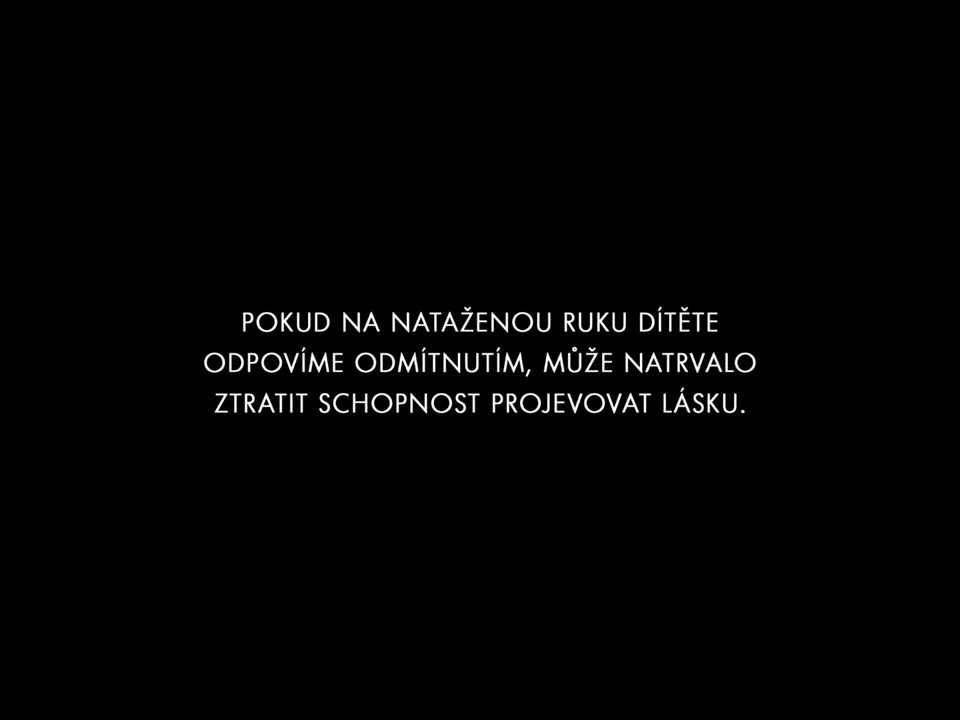 POKUD NA NATAŽENOU RUKU DÍTĚTE
ODPOVÍME ODMÍTNUTÍM, MŮŽE NATRVALO
ZTRATIT SCHOPNOST PROJEVOVAT LÁSKU.